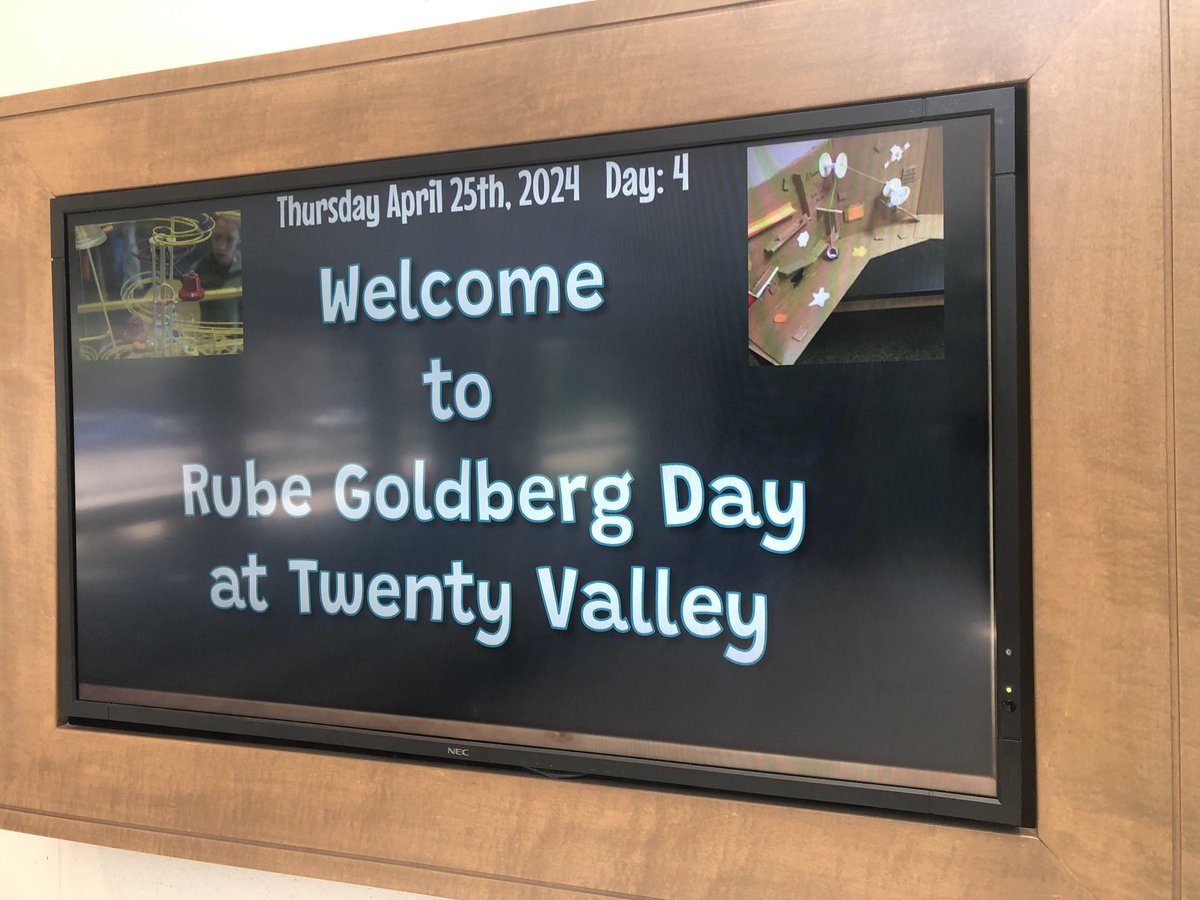 Thursday April 25th, 2024 Day: 4
Welcome
to
Rube Goldberg Day
at Twenty Valley
NEC